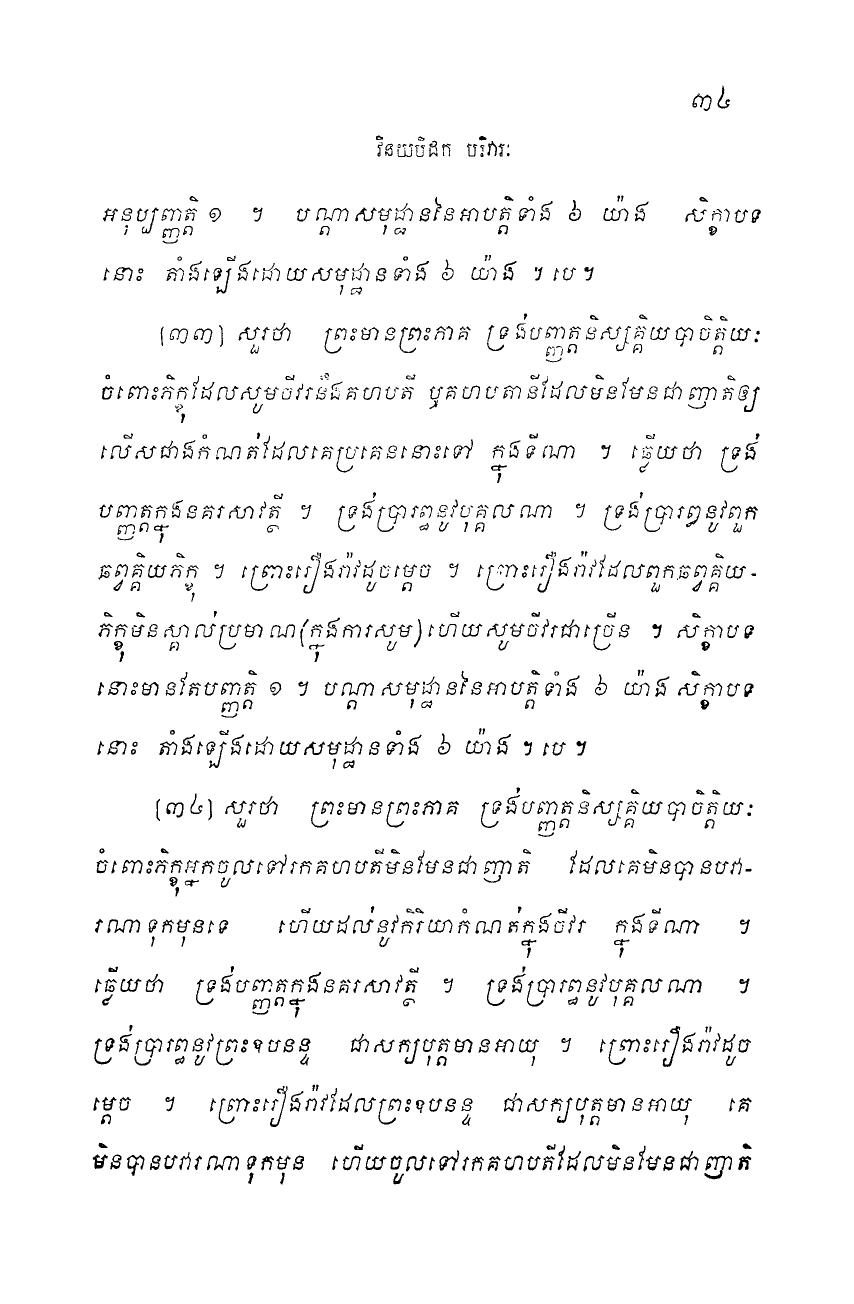 ៣៤
វិនយបិដក បរិវារៈ
អនុប្បញ្ញត្តិ ១ ។ បណ្តាសមុដ្ឋាននៃអាបត្តិទាំង ៦ យ៉ាង សិក្ខាបទ
នោះ តាំងឡើងដោយសមុដ្ឋានទាំង ៦ យ៉ាង ។ បេ ។
(៣៣) សួរថា ព្រះមានព្រះភាគ ទ្រង់បញ្ញត្តនិស្សគ្គិយបាចិត្តិយៈ
ចំពោះភិក្ខុដែលសូមចីវរនឹងគហបតី ឬគហបតានីដែលមិនមែនជាញាតិឲ្យ
លើសជាងកំណត់ដែលគេប្រគេននោះទៅ ក្នុងទីណា ។ ឆ្លើយថា ទ្រង់
បញ្ញត្តក្នុងនគរសាវត្ថី ។ ទ្រង់ប្រារព្ធនូវបុគ្គលណា ។ ទ្រង់ប្រារព្ធនូវពួក
ឆព្វគ្គិយភិក្ខុ ។ ព្រោះរឿងរ៉ាវដូចម្តេច ។ ព្រោះរឿងរ៉ាវដែលពួកឆព្វគ្គិយ-
ភិក្ខុមិនស្គាល់ប្រមាណ(ក្នុងការសូម)ហើយសូមចីវរជាច្រើន ។ សិក្ខាបទ
នោះមានតែបញ្ញត្តិ ១ ។ បណ្តាសមុដ្ឋាននៃអាបត្តិទាំង ៦ យ៉ាង សិក្ខាបទ
នោះ តាំងឡើងដោយសមុដ្ឋានទាំង ៦ យ៉ាង ។ បេ ។
(៣៤) សួរថា ព្រះមានព្រះភាគ ទ្រង់បញ្ញត្តនិស្សគ្គិយបាចិត្តិយៈ
ចំពោះភិក្ខុអ្នកចូលទៅរកគហបតីមិនមែនជាញាតិ ដែលគេមិនបានបវា-
រណាទុកមុនទេ ហើយដល់នូវកិរិយាកំណត់ក្នុងចីវរ ក្នុងទីណា ។
ឆ្លើយថា ទ្រង់បញ្ញត្តក្នុងនគរសាវត្ថី ។ ទ្រង់ប្រារព្ធនូវបុគ្គលណា ។
ទ្រង់ប្រារព្ធនូវព្រះឧបនន្ទ ជាសក្យបុត្តមានអាយុ ។ ព្រោះរឿងរ៉ាវដូច
ម្តេច ។ ព្រោះរឿងរ៉ាវដែលព្រះឧបនន្ទ ជាសក្យបុត្តមានអាយុ គេ
មិនបានបវារណាទុកមុន ហើយចូលទៅរកគហបតីដែលមិនមែនជាញាតិ